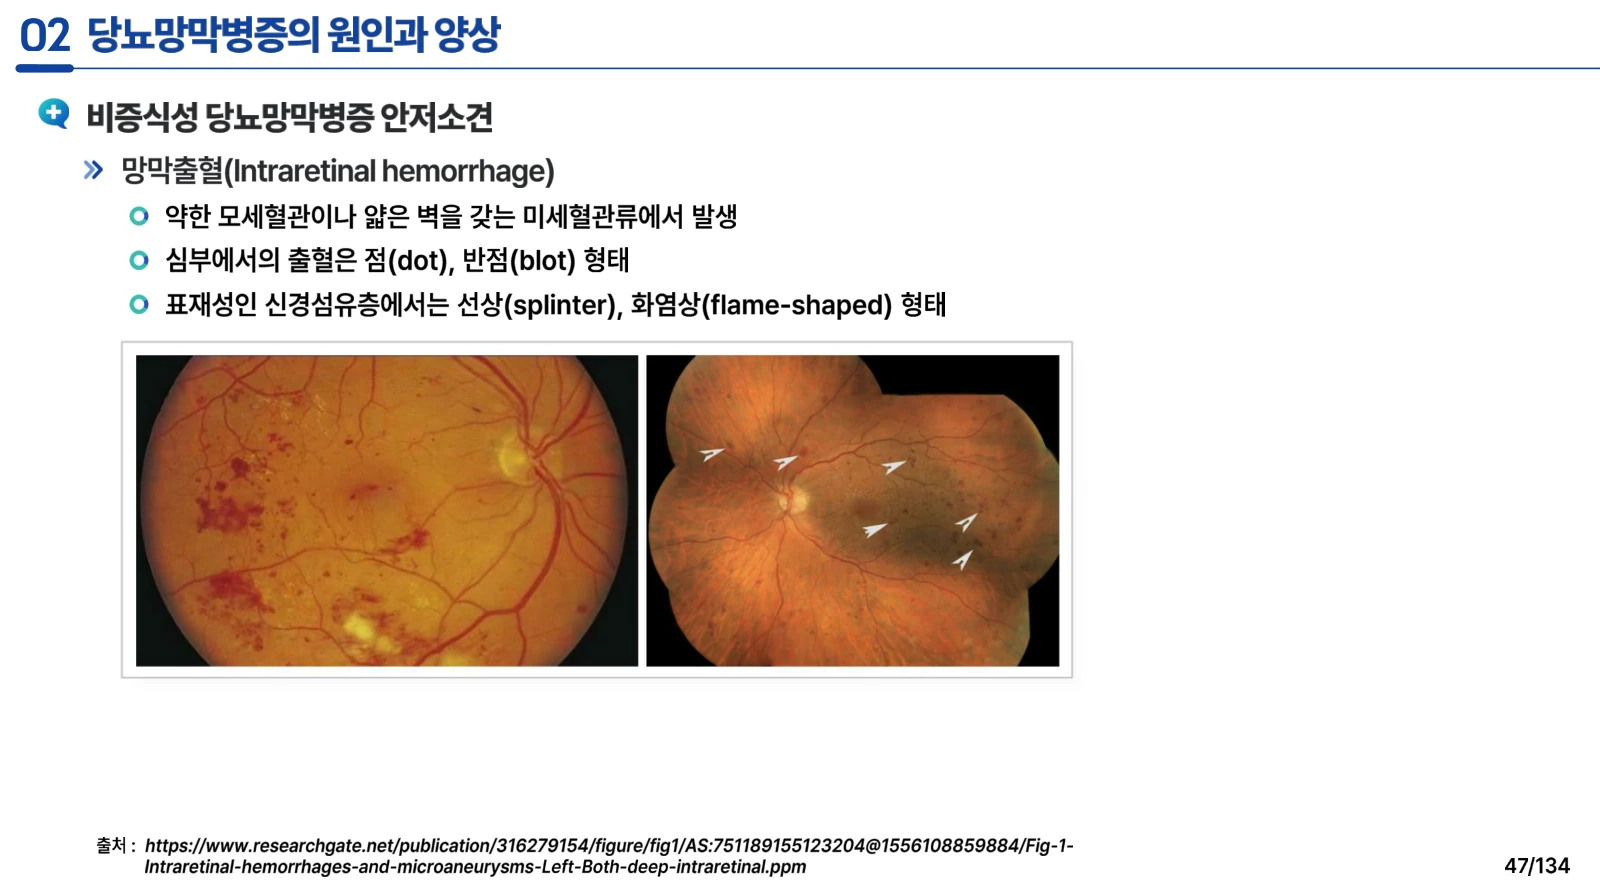 02 당뇨망막병증의 원인과 양상
비증식성 당뇨망막병증 안저소견
망막출혈(Intraretinal hemorrhage)
약한 모세혈관이나 얇은 벽을 갖는 미세혈관류에서 발생
심부에서의 출혈은 점(dot), 반점(blot) 형태
표재성인 신경섬유층에서는 선상(splinter), 화염상(flame-shaped) 형태
출처 : https://www.researchgate.net/publication/316279154/figure/fig1/AS:751189155123204@1556108859884/Fig-1-
Intraretinal-hemorrhages-and-microaneurysms-Left-Both-deep-intraretinal.ppm
47/134